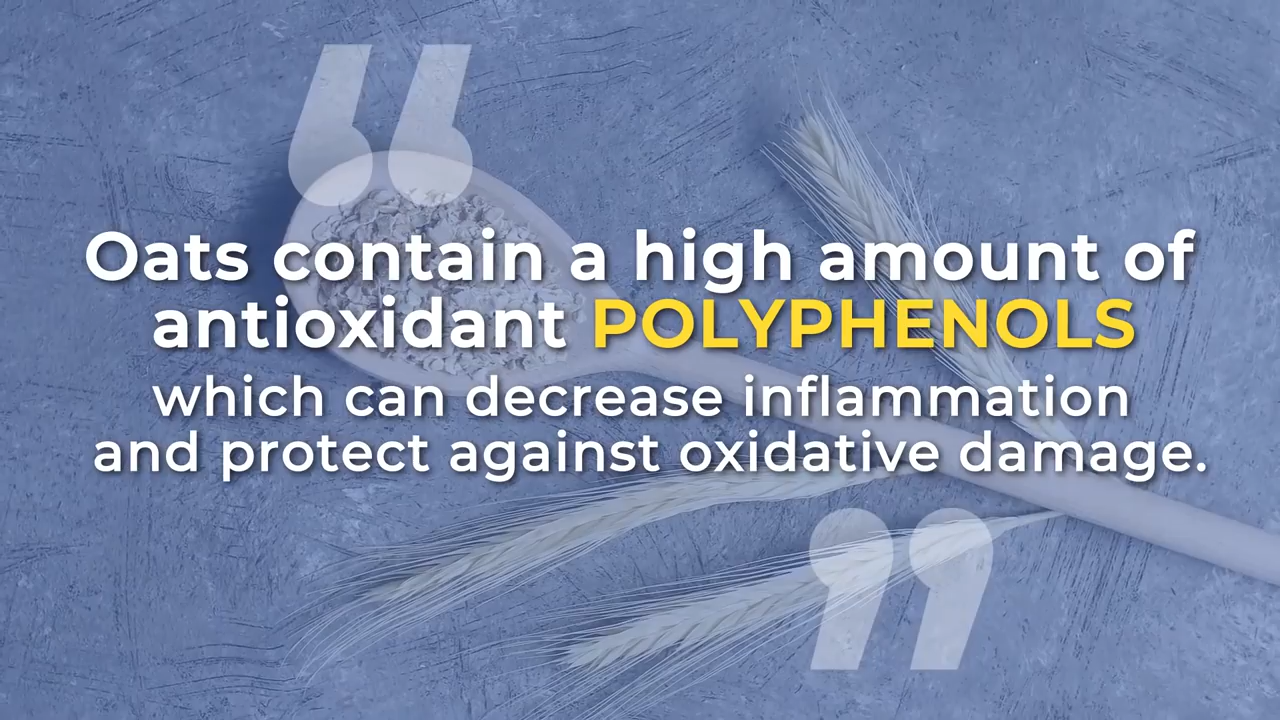 Oats contain a high amount of
antioxidant POLYPHENOLS
which can decrease inflammation
and protect against oxidative damage.